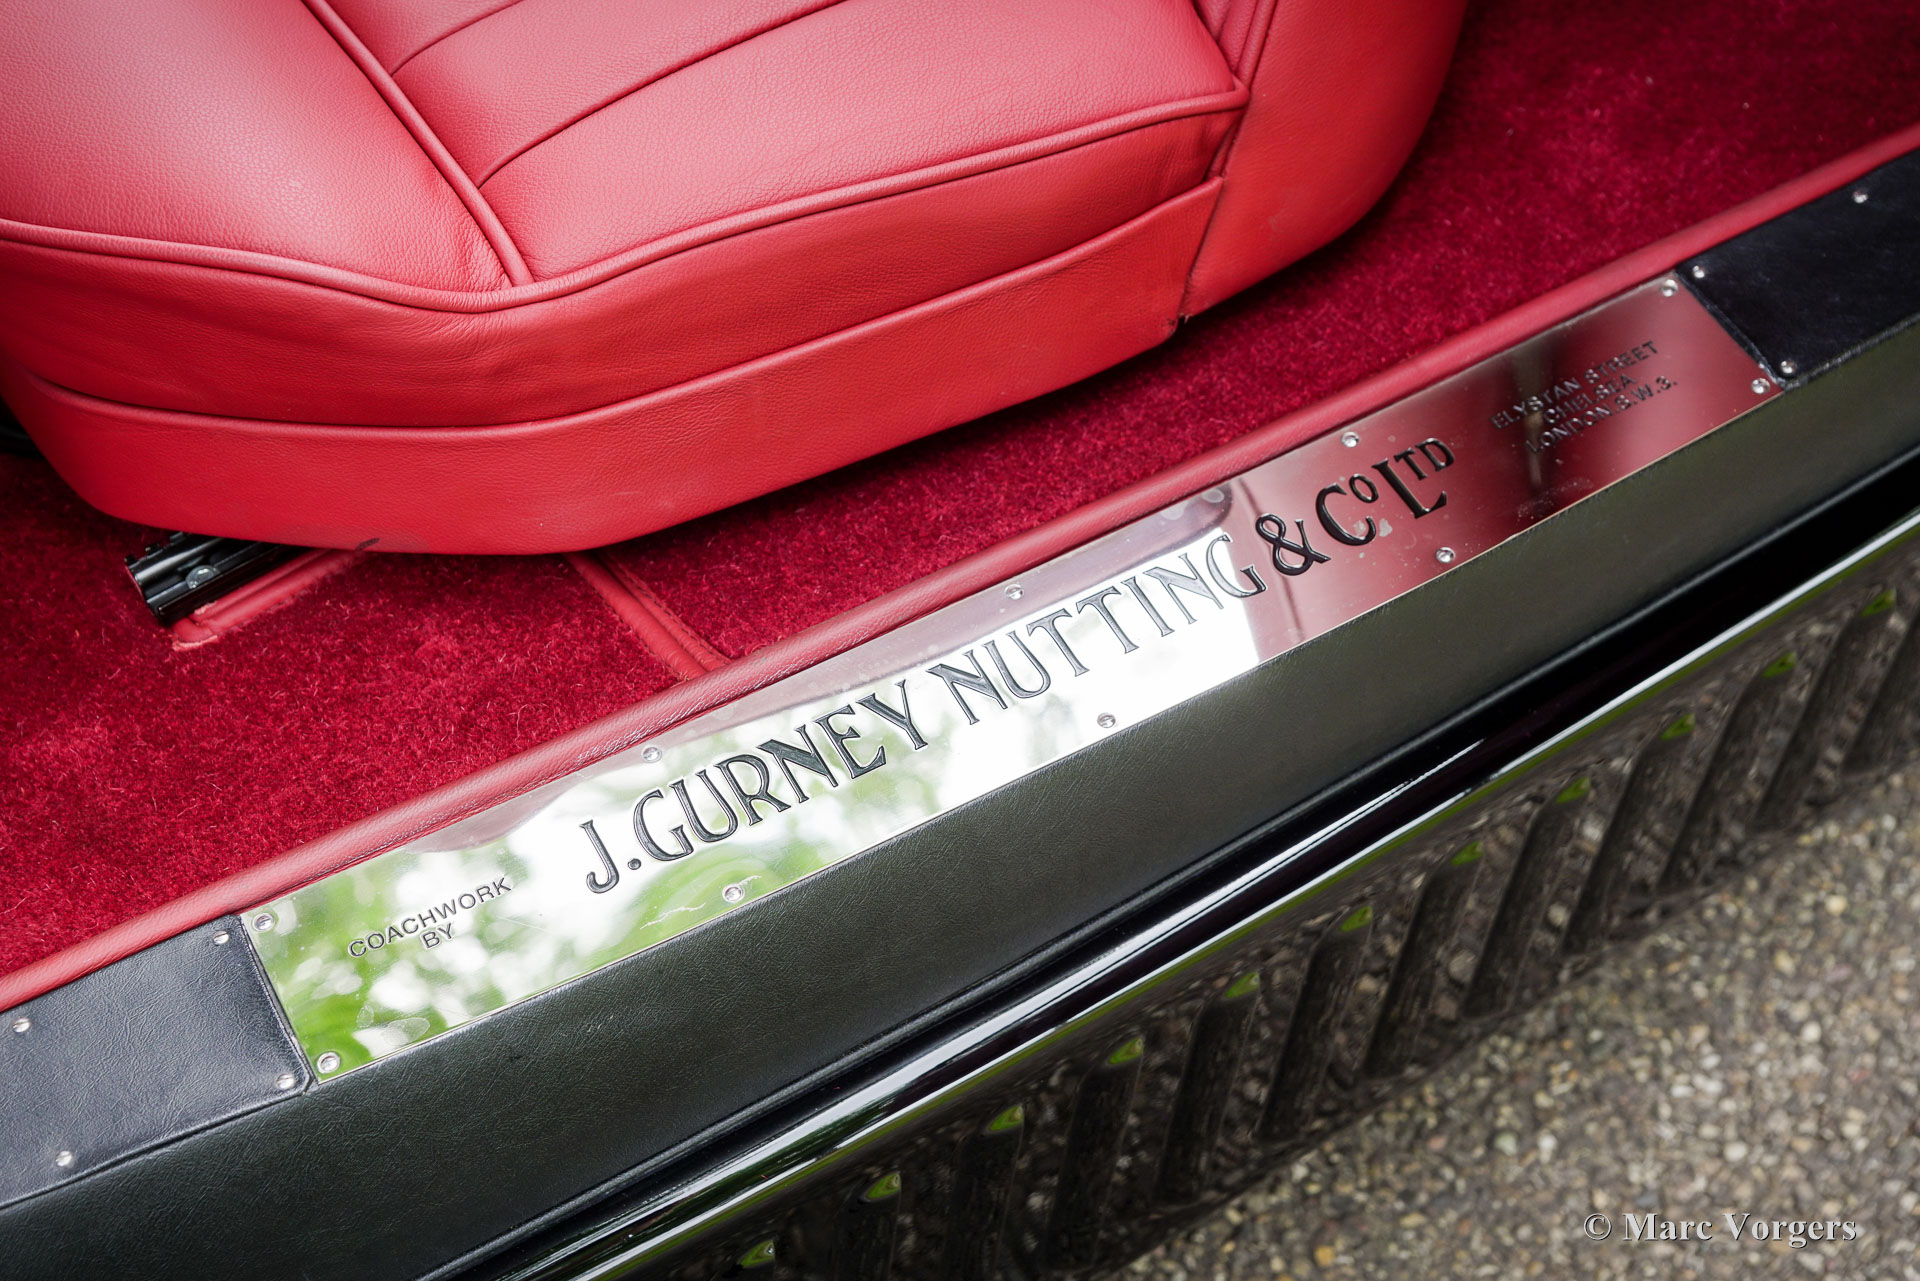 COACHWORK
BY
J. GURNEY NUTTING & Co LTD
ELYSTAN STREET
CHELSEA,
LONDON.S.W.3.
© Marc Vorgers